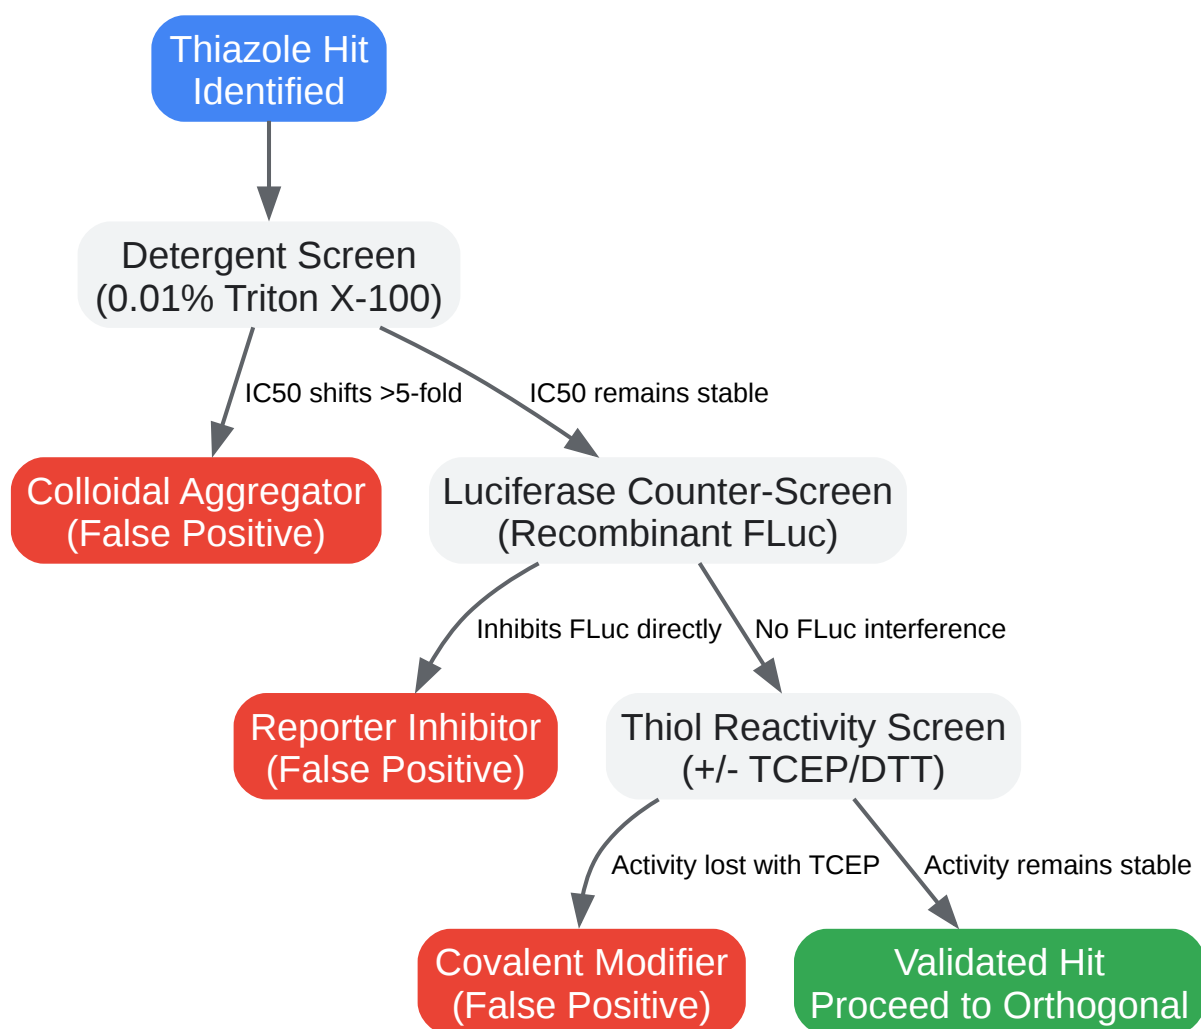 Thiazole Hit
Identified
Detergent Screen
(0.01% Triton X-100)
IC50 shifts >5-fold
IC50 remains stable
Colloidal Aggregator
(False Positive)
Luciferase Counter-Screen
(Recombinant FLuc)
Inhibits FLuc directly
No FLuc interference
Reporter Inhibitor
(False Positive)
Thiol Reactivity Screen
(+/- TCEP/DTT)
Activity lost with TCEP
Activity remains stable
Covalent Modifier
(False Positive)
Validated Hit
Proceed to Orthogonal